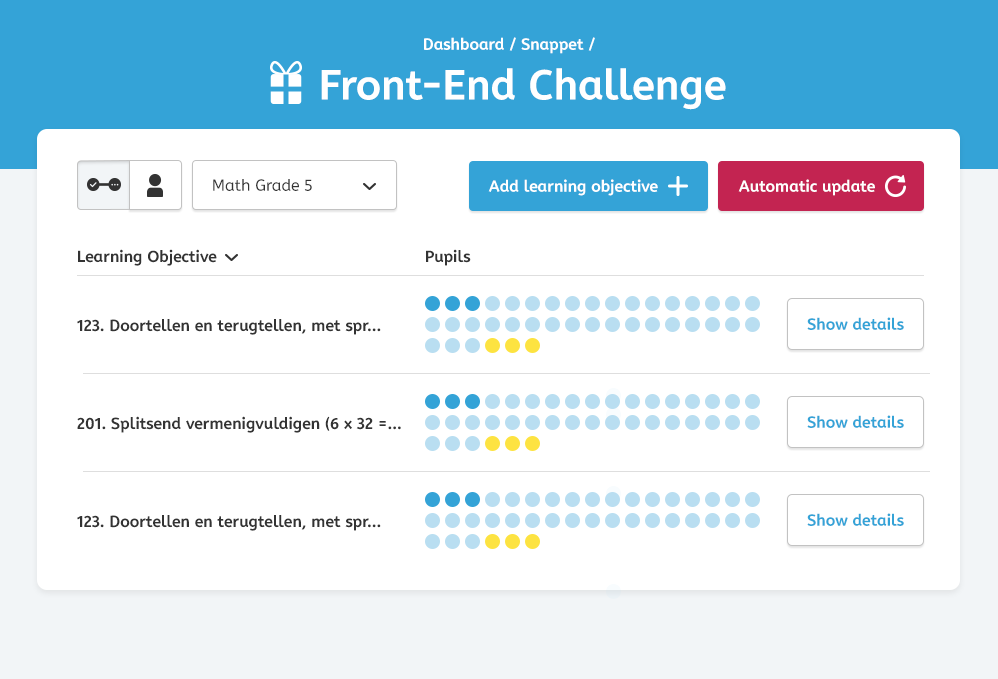 Dashboard / Snappet /
Front-End Challenge
Math Grade 5
Add learning objective
Automatic update
Learning Objective
Pupils
123. Doortellen en terugtellen, met spr...
Show details
201. Splitsend vermenigvuldigen (6 x 32 =...
Show details
123. Doortellen en terugtellen, met spr...
Show details